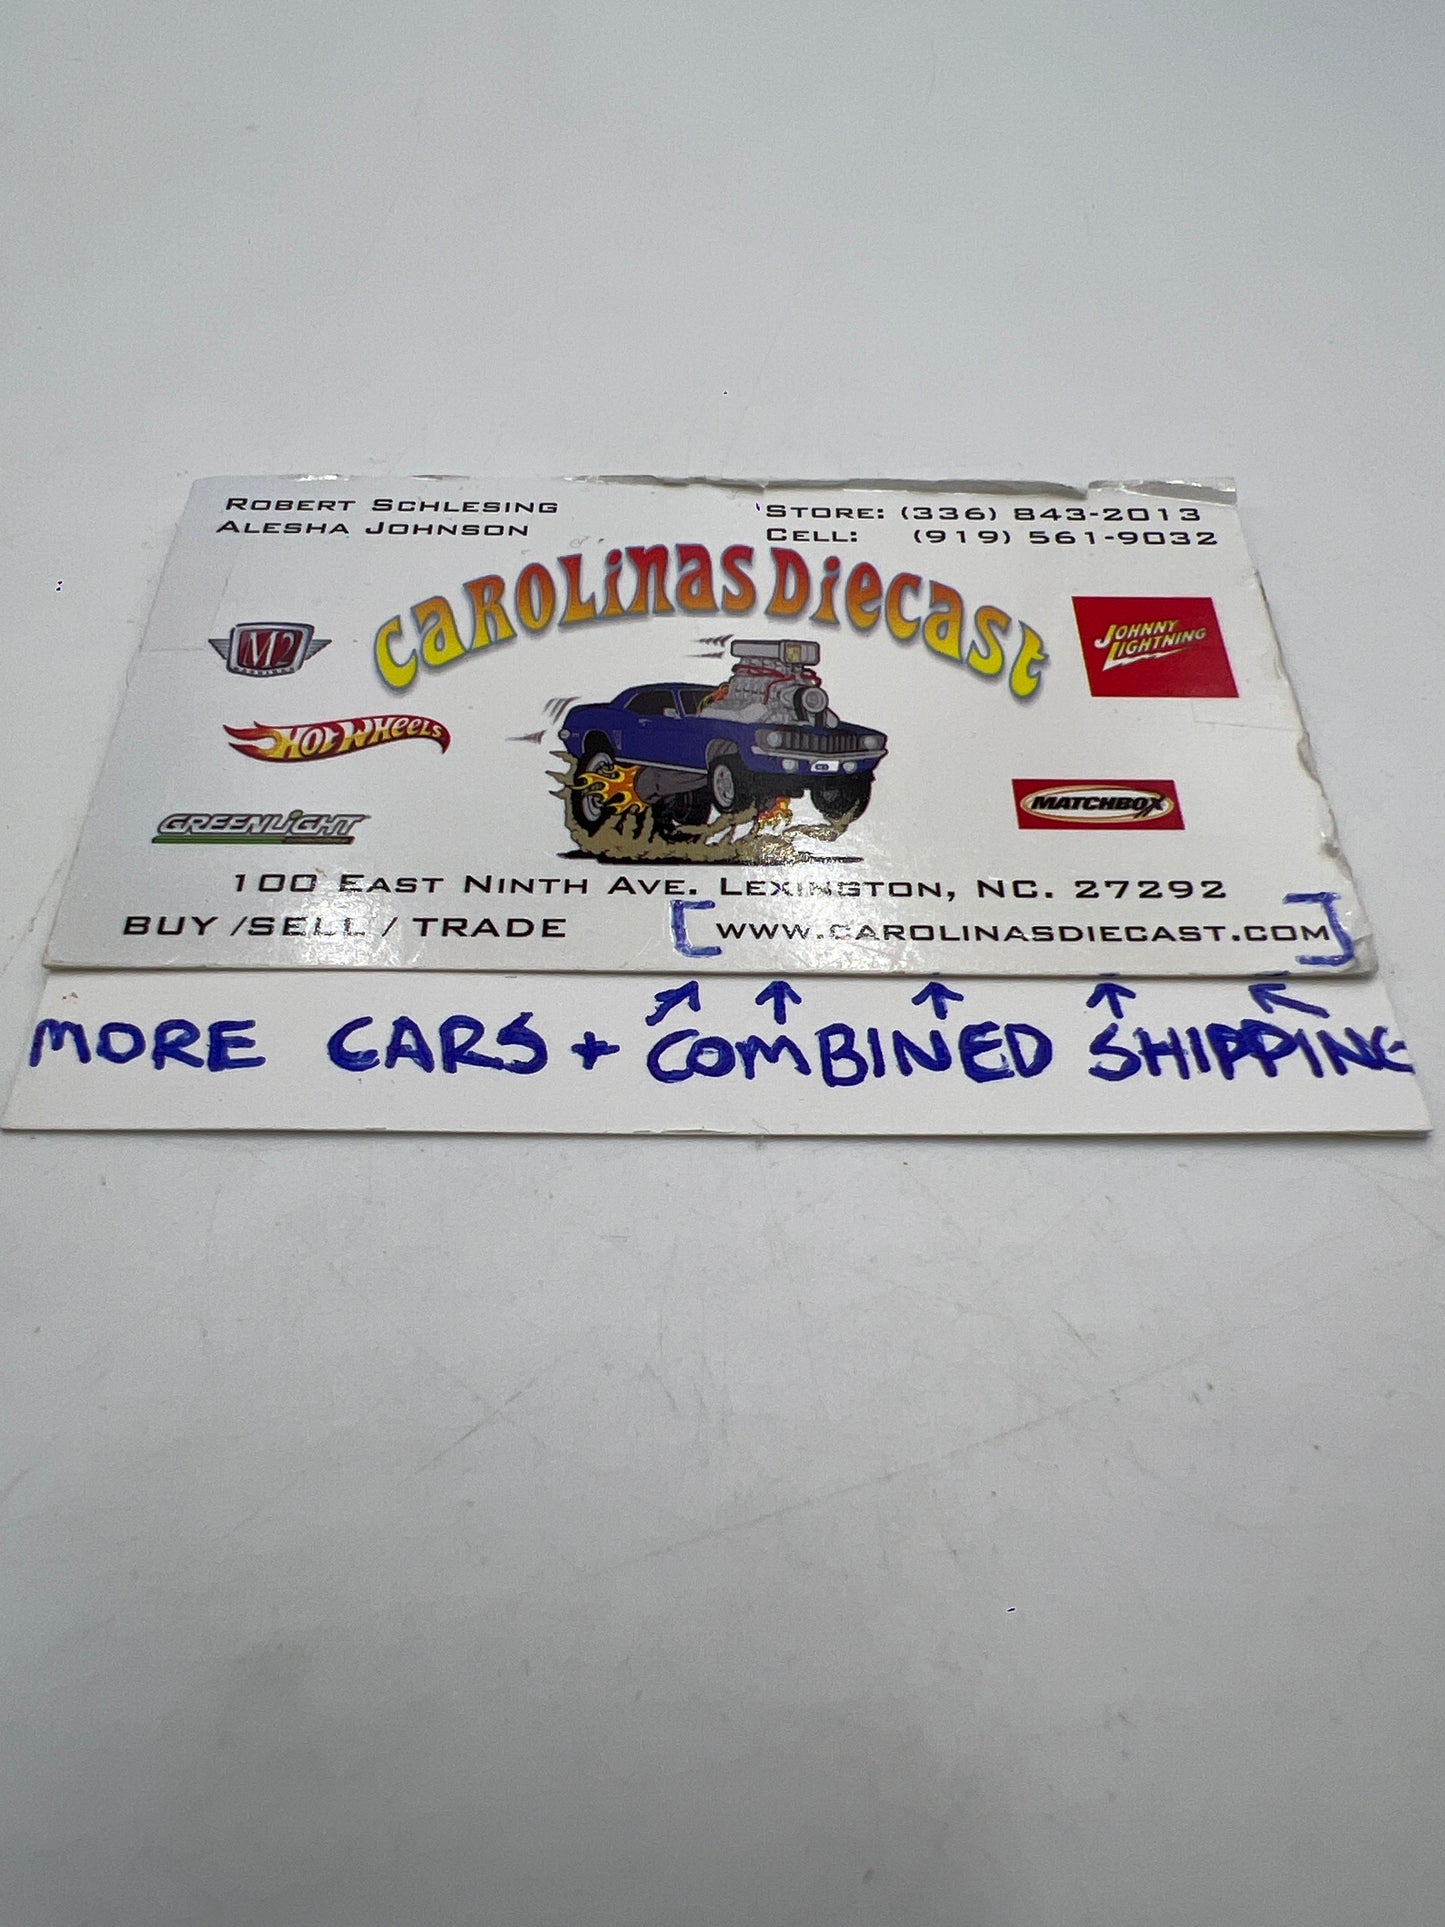 ROBERT SCHLESING
ALESHA JOHNSON
STORE: (336) 843-2013
CELL: (919) 561-9032
CAROLINAS DIECAST
M2
JOHNNY LIGHTNING
HOT WHEELS
MATCHBOX
GREENLIGHT
100 EAST NINTH AVE. LEXINGTON, NC. 27292
BUY /SELL / TRADE
[WWW.CAROLINASDIECAST.COM]
MORE CARS + COMBINED SHIPPING